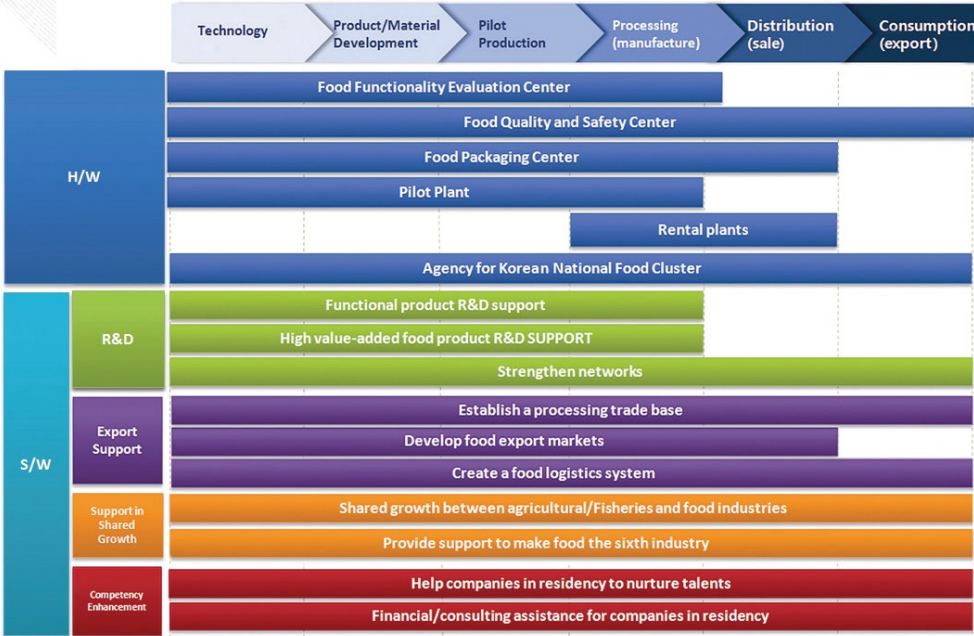 Technology
Product/Material
Development
Pilot
Production
Processing
(manufacture)
Distribution
(sale)
Consumption
(export)
H/W
Food Functionality Evaluation Center
Food Quality and Safety Center
Food Packaging Center
Pilot Plant
Rental plants
Agency for Korean National Food Cluster
S/W
R&D
Functional product R&D support
High value-added food product R&D SUPPORT
Strengthen networks
Export
Support
Establish a processing trade base
Develop food export markets
Create a food logistics system
Support in
Shared
Growth
Shared growth between agricultural/Fisheries and food industries
Provide support to make food the sixth industry
Competency
Enhancement
Help companies in residency to nurture talents
Financial/consulting assistance for companies in residency